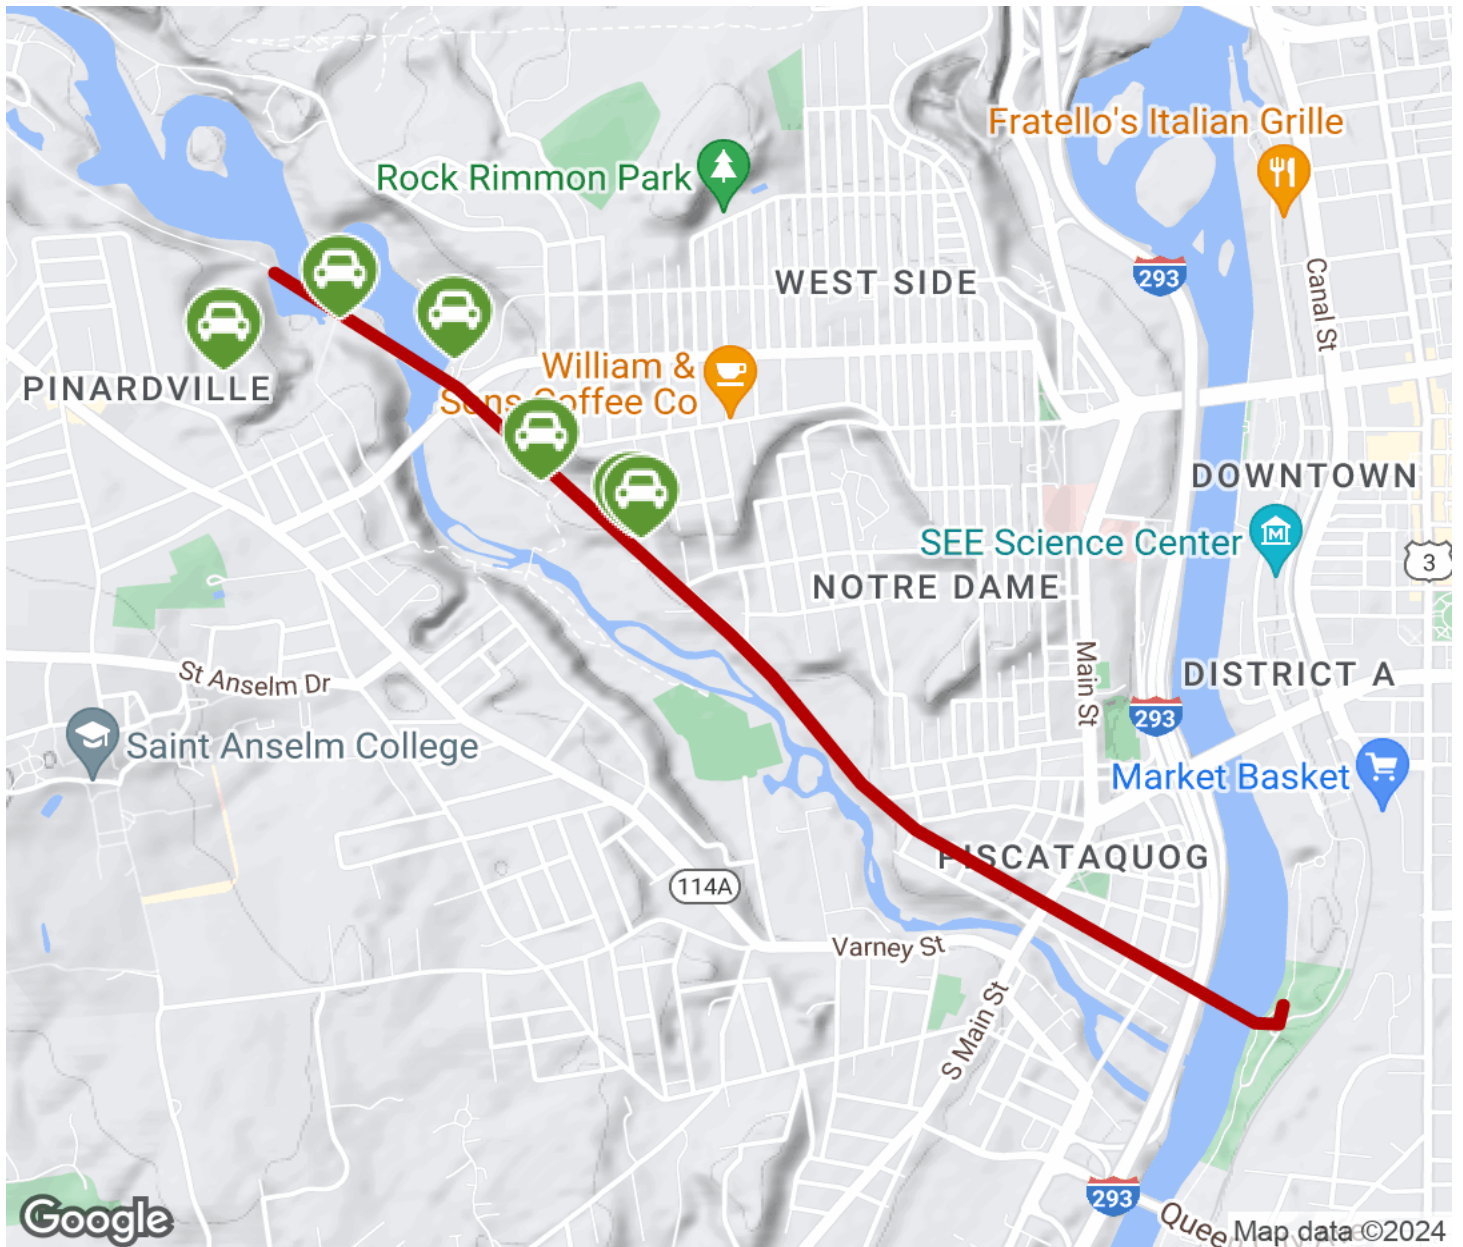 Fratello's Italian Grille
Rock Rimmon Park
WEST SIDE
293
Canal St
William &
Sons Coffee Co
PINARDVILLE
DOWNTOWN
SEE Science Center
3
NOTRE DAME
Main St
St Anselm Dr
DISTRICT A
293
Saint Anselm College
Market Basket
PISCATAQUOG
114A
Varney St
S Main St
293
Google
Map data ©2024